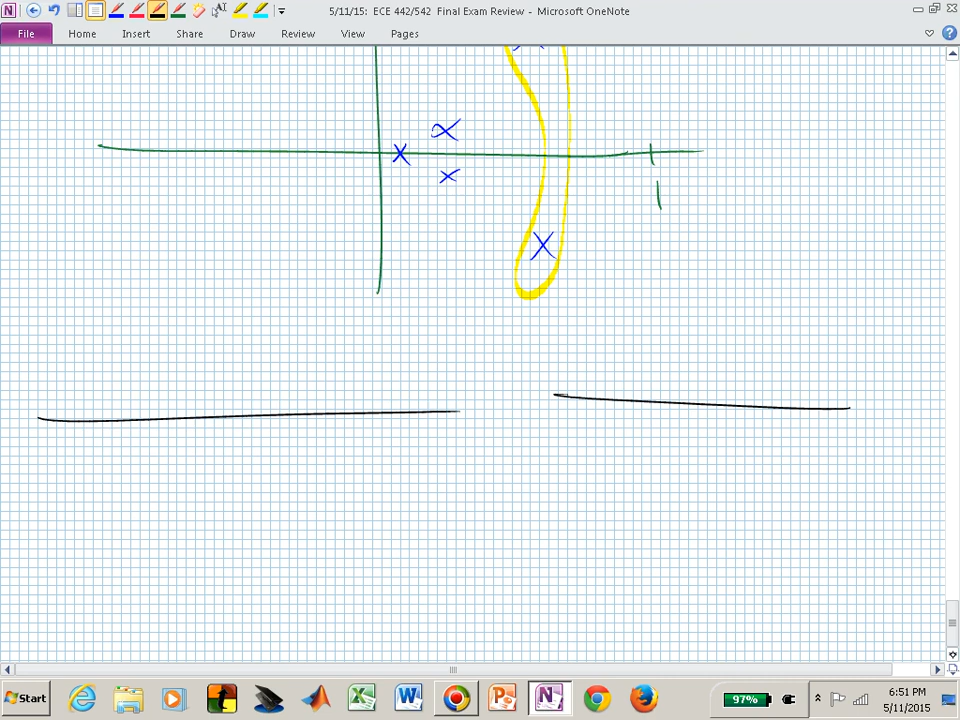 5/11/15: ECE 442/542 Final Exam Review - Microsoft OneNote
File Home Insert Share Draw Review View Pages
x
x
x
X
1
Start
97%
6:51 PM
5/11/2015